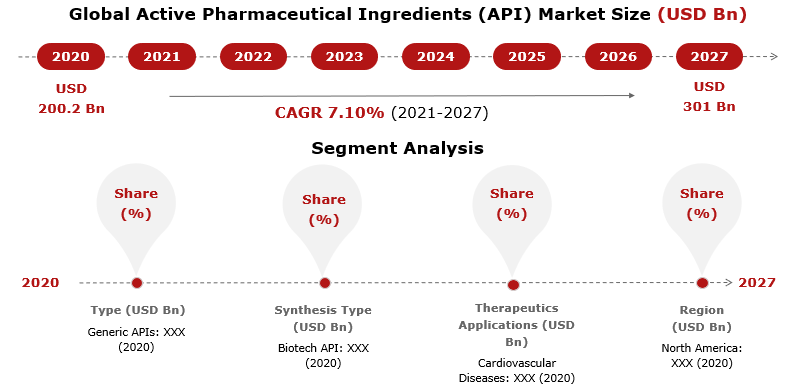 Global Active Pharmaceutical Ingredients (API) Market Size (USD Bn)
2020 2021 2022 2023 2024 2025 2026 2027
USD
200.2 Bn
USD
301 Bn
CAGR 7.10% (2021-2027)
Segment Analysis
Share
(%)
Share
(%)
Share
(%)
Share
(%)
2020
2027
Type (USD Bn)
Generic APIs: XXX
(2020)
Synthesis Type
(USD Bn)
Biotech API: XXX
(2020)
Therapeutics
Applications (USD
Bn)
Cardiovascular
Diseases: XXX (2020)
Region
(USD Bn)
North America:
XXX (2020)